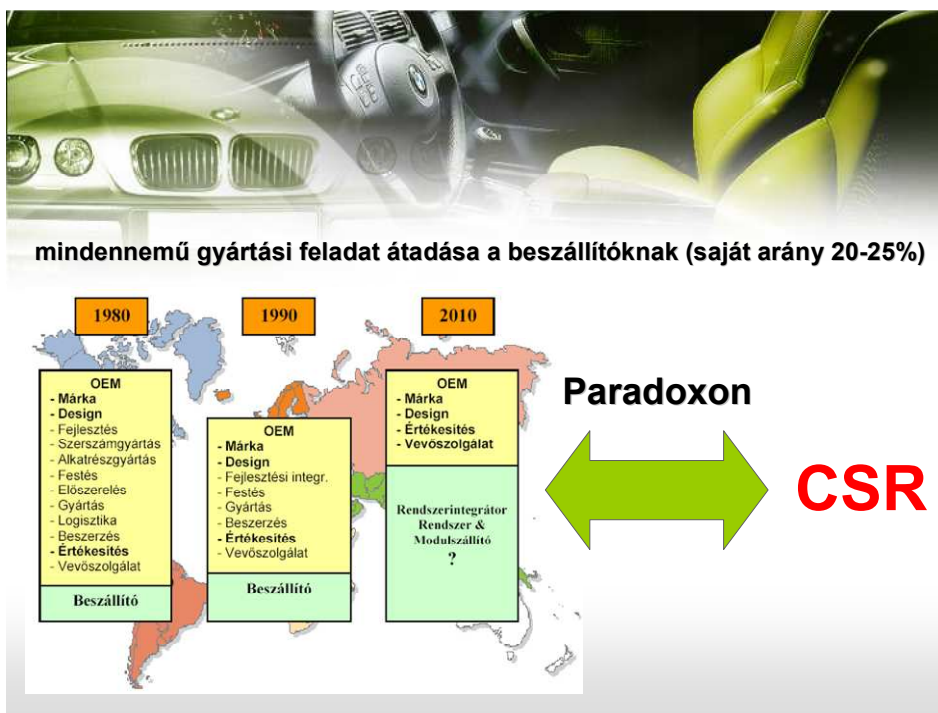 mindennemű gyártási feladat átadása a beszállítóknak (saját arány 20-25%)
1980
OEM
- Márka
- Design
- Fejlesztés
- Szerszámgyártás
- Alkatrészgyártás
- Festés
- Előszerelés
- Gyártás
- Logisztika
- Beszerzés
- Értékesítés
- Vevőszolgálat
Beszállító
1990
OEM
- Márka
- Design
- Fejlesztési integr.
- Festés
- Gyártás
- Beszerzés
- Értékesítés
- Vevőszolgálat
Beszállító
2010
OEM
- Márka
- Design
- Értékesítés
- Vevőszolgálat
Rendszerintegrátor
Rendszer &
Modulszállító
?
Paradoxon
CSR